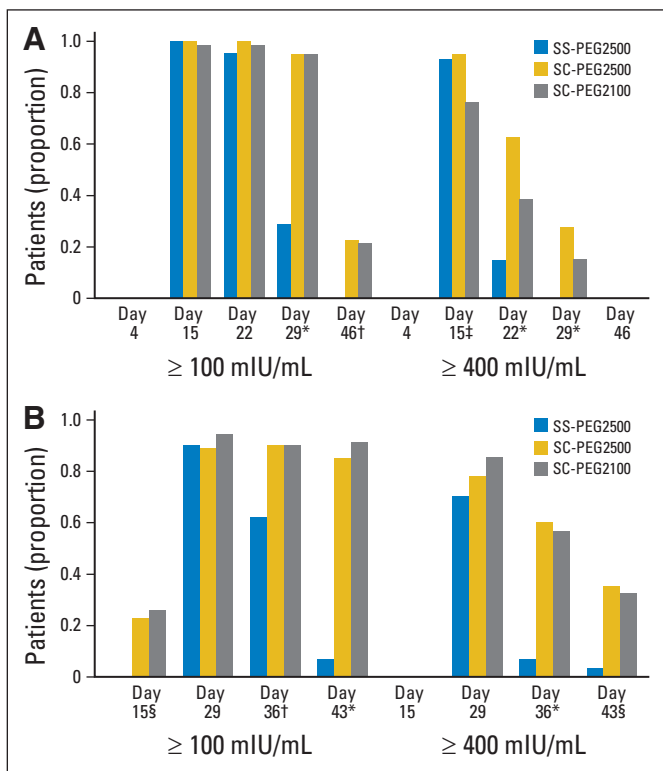 A
Patients (proportion)
1.0
0.8
0.6
0.4
0.2
0
SS-PEG2500
SC-PEG2500
SC-PEG2100
Day Day Day Day Day Day Day Day Day Day
4 15 22 29* 46† 4 15‡ 22* 29* 46
≥ 100 mIU/mL ≥ 400 mIU/mL
B
Patients (proportion)
1.0
0.8
0.6
0.4
0.2
0
SS-PEG2500
SC-PEG2500
SC-PEG2100
Day Day Day Day Day Day Day Day
15§ 29 36† 43* 15 29 36* 43§
≥ 100 mIU/mL ≥ 400 mIU/mL